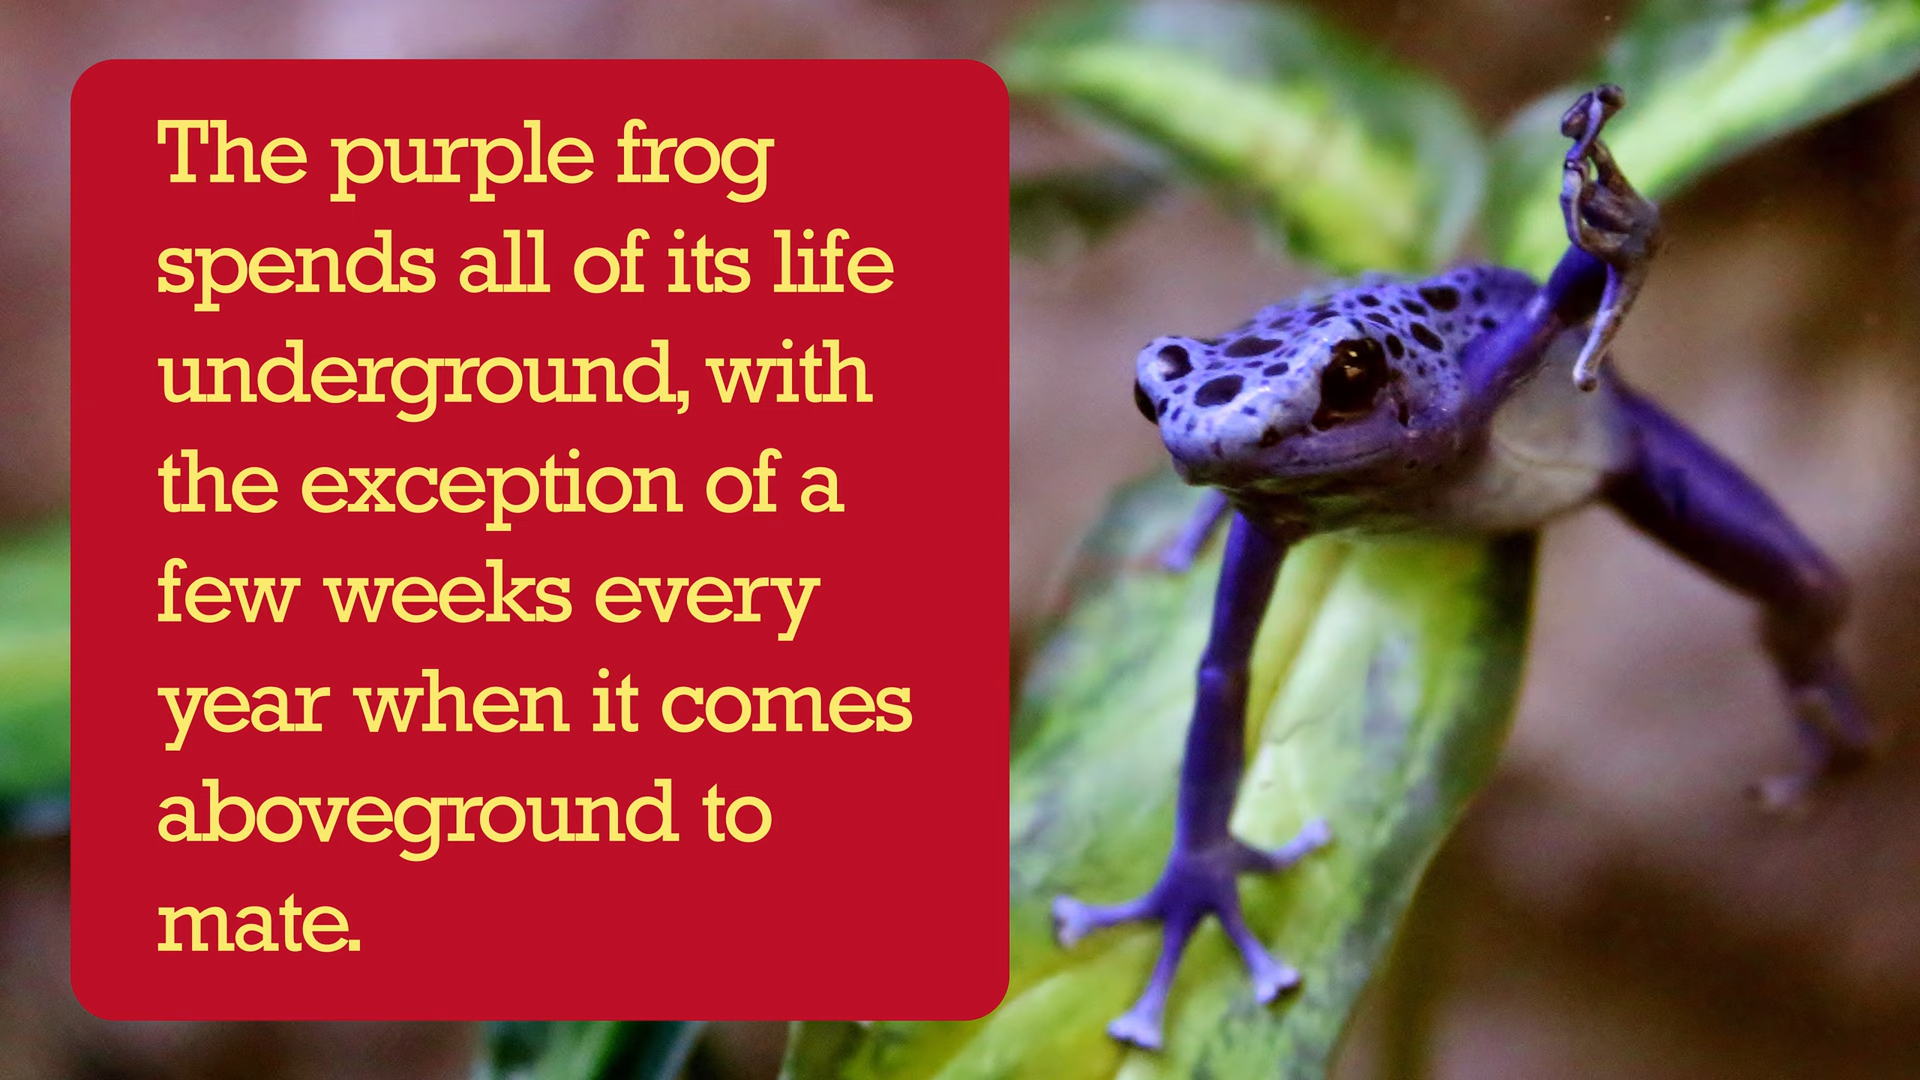 The purple frog
spends all of its life
underground, with
the exception of a
few weeks every
year when it comes
aboveground to
mate.